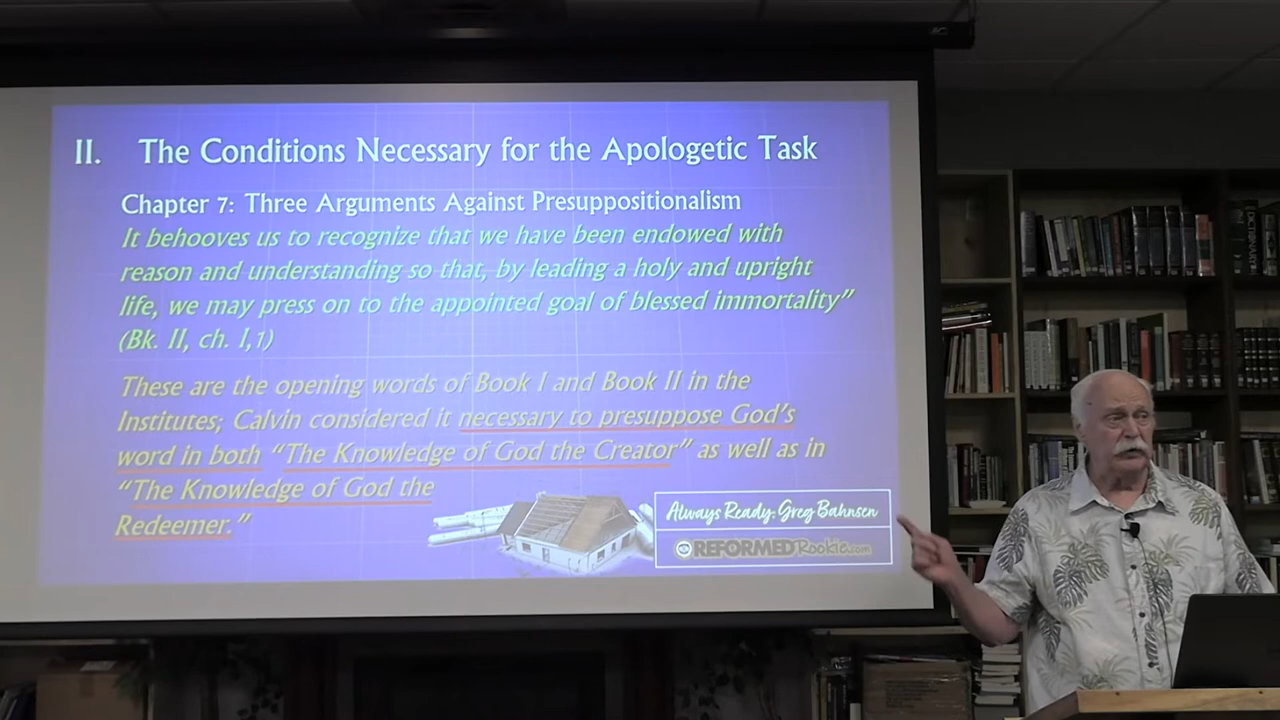 II. The Conditions Necessary for the Apologetic Task
Chapter 7: Three Arguments Against Presuppositionalism
It behooves us to recognize that we have been endowed with
reason and understanding so that, by leading a holy and upright
life, we may press on to the appointed goal of blessed immortality”
(Bk. II, ch. I,1)
These are the opening words of Book I and Book II in the
Institutes; Calvin considered it necessary to presuppose God’s
word in both “The Knowledge of God the Creator” as well as in
“The Knowledge of God the
Redeemer.”
Always Ready: Greg Bahnsen
REFORMEDRookie.com
DICTIONARY